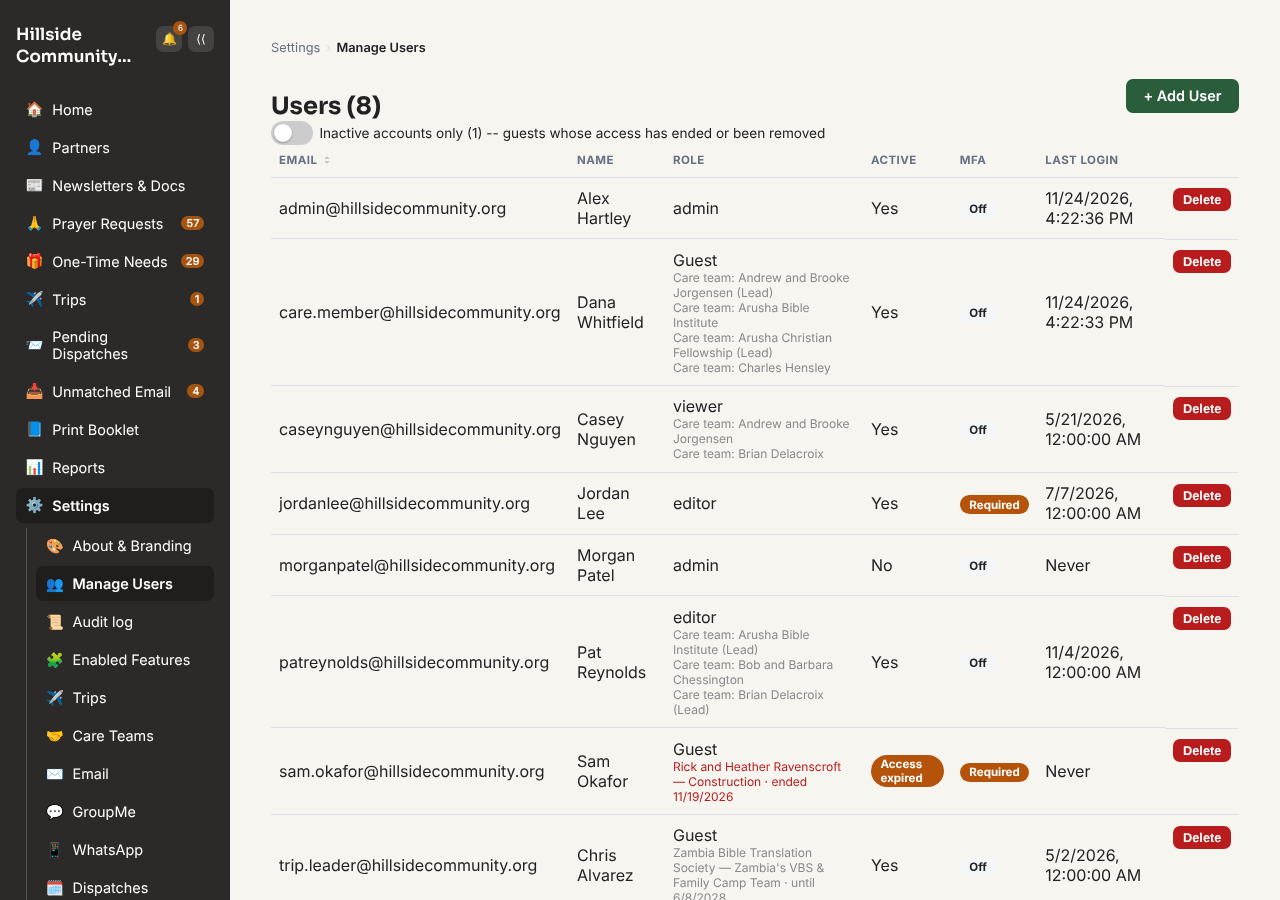 Hillside
Community...
6
⟨⟨
Home
Partners
Newsletters & Docs
Prayer Requests 57
One-Time Needs 29
Trips 1
Pending
Dispatches 3
Unmatched Email 4
Print Booklet
Reports
Settings
About & Branding
Manage Users
Audit log
Enabled Features
Trips
Care Teams
Email
GroupMe
WhatsApp
Dispatches
Settings › Manage Users
Users (8)
+ Add User
Inactive accounts only (1) -- guests whose access has ended or been removed
EMAIL NAME ROLE ACTIVE MFA LAST LOGIN
admin@hillsidecommunity.org
Alex
Hartley
admin
Yes
Off
11/24/2026,
4:22:36 PM
Delete
care.member@hillsidecommunity.org
Dana
Whitfield
Guest
Care team: Andrew and Brooke
Jorgensen (Lead)
Care team: Arusha Bible
Institute
Care team: Arusha Christian
Fellowship (Lead)
Care team: Charles Hensley
Yes
Off
11/24/2026,
4:22:33 PM
Delete
caseynguyen@hillsidecommunity.org
Casey
Nguyen
viewer
Care team: Andrew and Brooke
Jorgensen
Care team: Brian Delacroix
Yes
Off
5/21/2026,
12:00:00 AM
Delete
jordanlee@hillsidecommunity.org
Jordan
Lee
editor
Yes
Required
7/7/2026,
12:00:00 AM
Delete
morganpatel@hillsidecommunity.org
Morgan
Patel
admin
No
Off
Never
Delete
patreynolds@hillsidecommunity.org
Pat
Reynolds
editor
Care team: Arusha Bible
Institute (Lead)
Care team: Bob and Barbara
Chessington
Care team: Brian Delacroix
(Lead)
Yes
Off
11/4/2026,
12:00:00 AM
Delete
sam.okafor@hillsidecommunity.org
Sam
Okafor
Guest
Rick and Heather Ravenscroft
— Construction · ended
11/19/2026
Access
expired
Required
Never
Delete
trip.leader@hillsidecommunity.org
Chris
Alvarez
Guest
Zambia Bible Translation
Society — Zambia's VBS &
Family Camp Team · until
6/8/2028
Yes
Off
5/2/2026,
12:00:00 AM
Delete